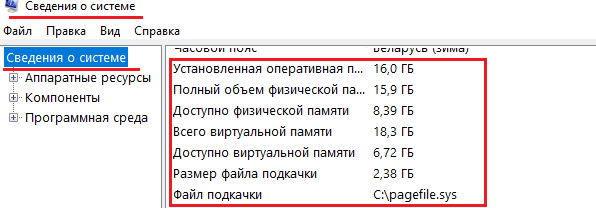 Сведения о системе
Файл Правка Вид Справка
Сведения о системе
Аппаратные ресурсы
Компоненты
Программная среда
Часовой пояс Беларусь (зима)
Установленная оперативная п... 16,0 ГБ
Полный объем физической па... 15,9 ГБ
Доступно физической памяти 8,39 ГБ
Всего виртуальной памяти 18,3 ГБ
Доступно виртуальной памяти 6,72 ГБ
Размер файла подкачки 2,38 ГБ
Файл подкачки C:\pagefile.sys